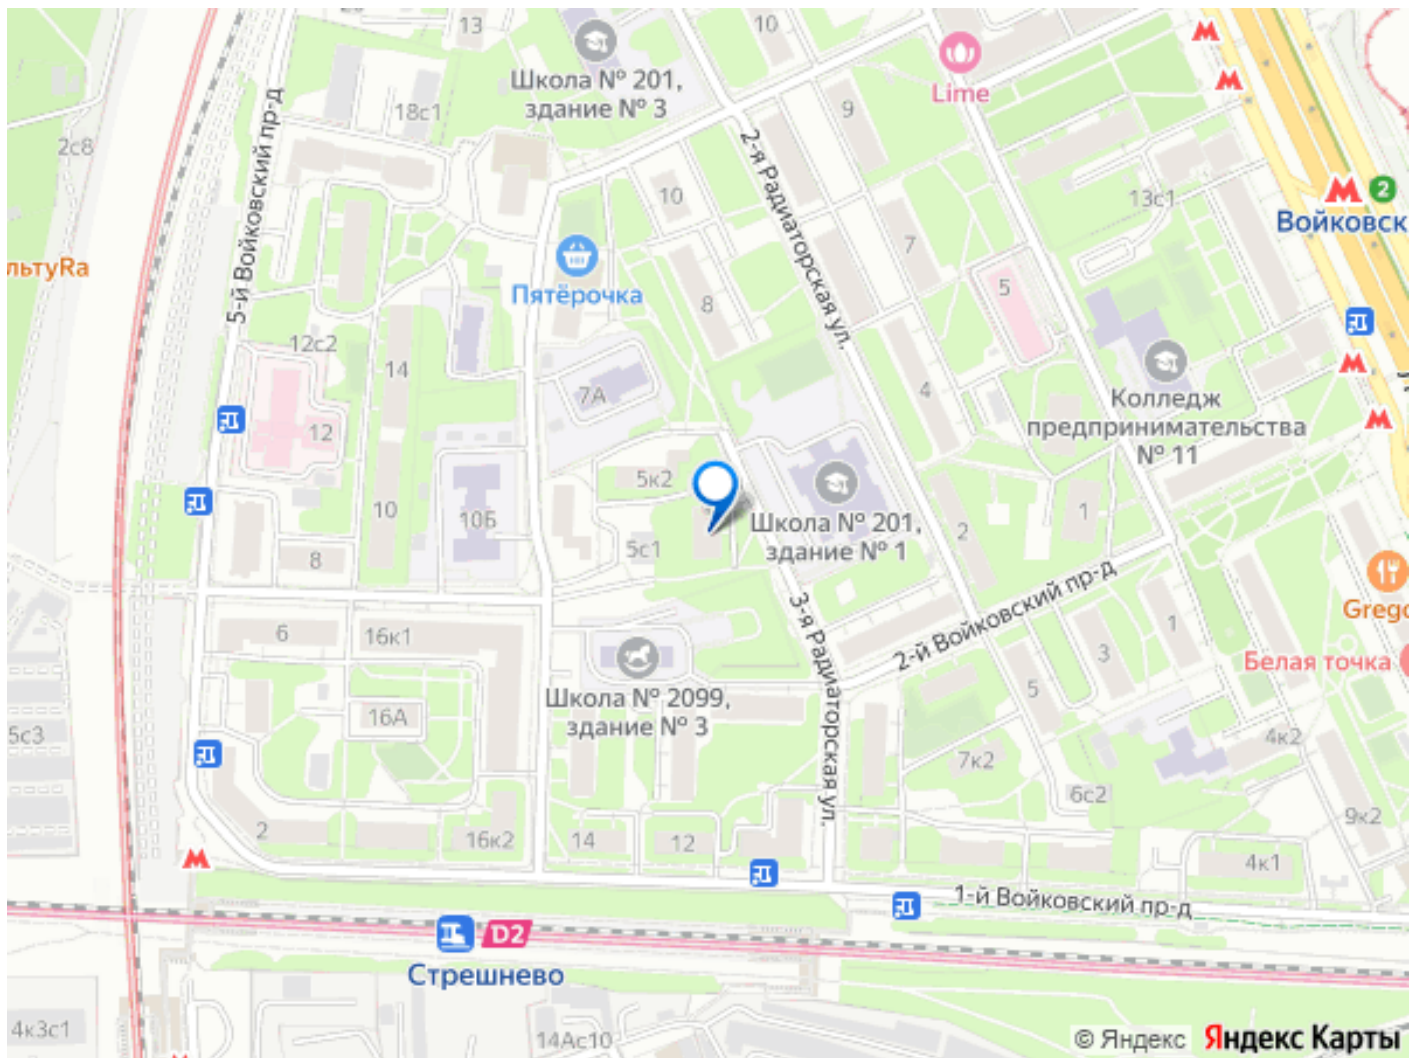 13
10
Школа № 201,
здание № 3
Lime
18с1
9
2с8
5-й Войковский пр-д
2-я Радиаторская ул.
10
13с1
2
Войковск
7
льтуRa
Пятёрочка
5
8
12с2
14
7А
4
Колледж
предпринимательства
№ 11
12
5к2
10
10Б
Школа № 201,
здание № 1
2
1
5с1
8
3-я Радиаторская ул.
2-й Войковский пр-д
Grego
6
16к1
1
3
Белая точка
Школа № 2099,
здание № 3
5
16А
5с3
4к2
7к2
6с2
9к2
2
16к2
14
12
4к1
1-й Войковский пр-д
D2
Стрешнево
4к3с1
14Ас10
© Яндекс Яндекс Карты